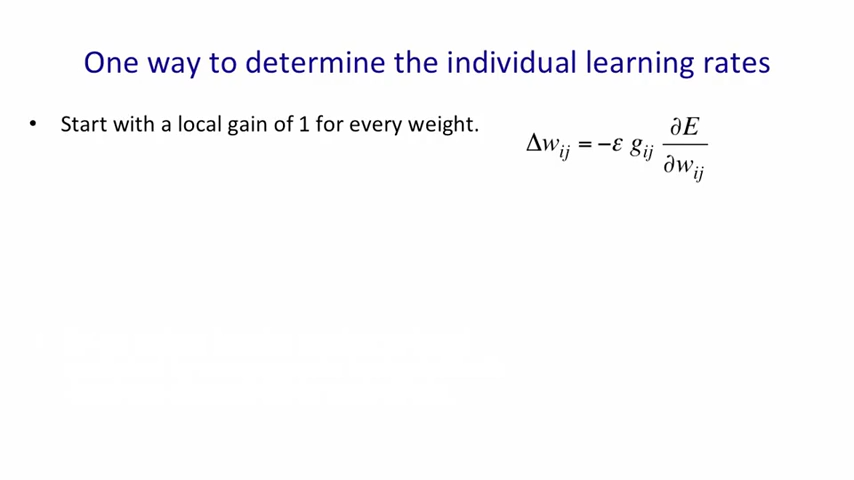 One way to determine the individual learning rates
• Start with a local gain of 1 for every weight.
Δw_ij = −ε g_ij ∂E/∂w_ij